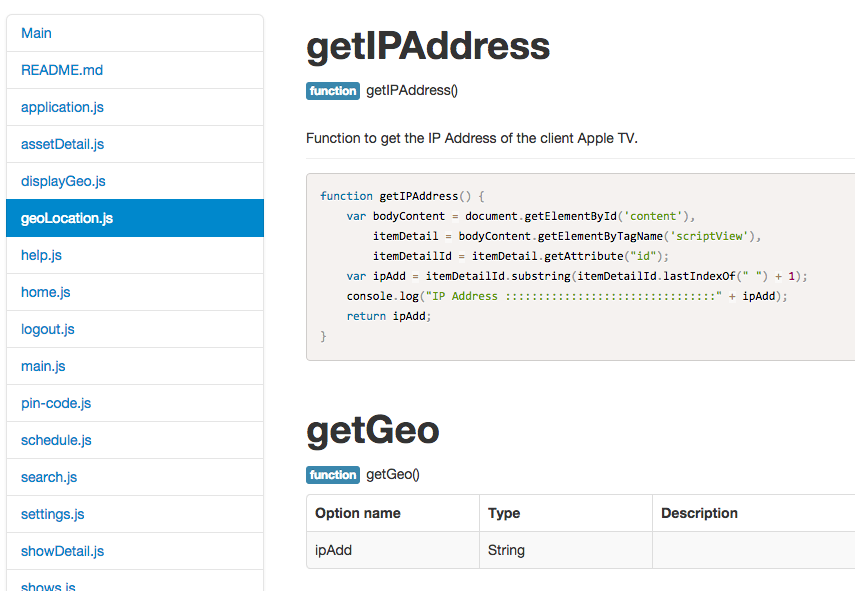 Main
README.md
application.js
assetDetail.js
displayGeo.js
geoLocation.js
help.js
home.js
logout.js
main.js
pin-code.js
schedule.js
search.js
settings.js
showDetail.js
shows.js
getIPAddress
function getIPAddress()
Function to get the IP Address of the client Apple TV.
function getIPAddress() {
    var bodyContent = document.getElementById('content'),
        itemDetail = bodyContent.getElementByTagName('scriptView'),
        itemDetailId = itemDetail.getAttribute("id");
    var ipAdd = itemDetailId.substring(itemDetailId.lastIndexOf(" ") + 1);
    console.log("IP Address ::::::::::::::::::::::::::::::::" + ipAdd);
    return ipAdd;
}
getGeo
function getGeo()
Option name Type Description
ipAdd String